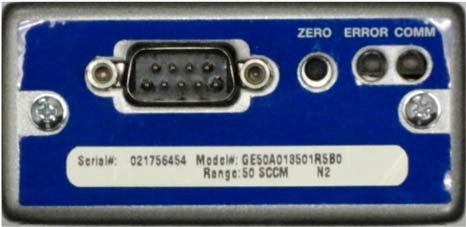 ZERO ERROR COMM
Serial#: 021756454 Model#: GE50A013501R5B0
Range: 50 SCCM N2